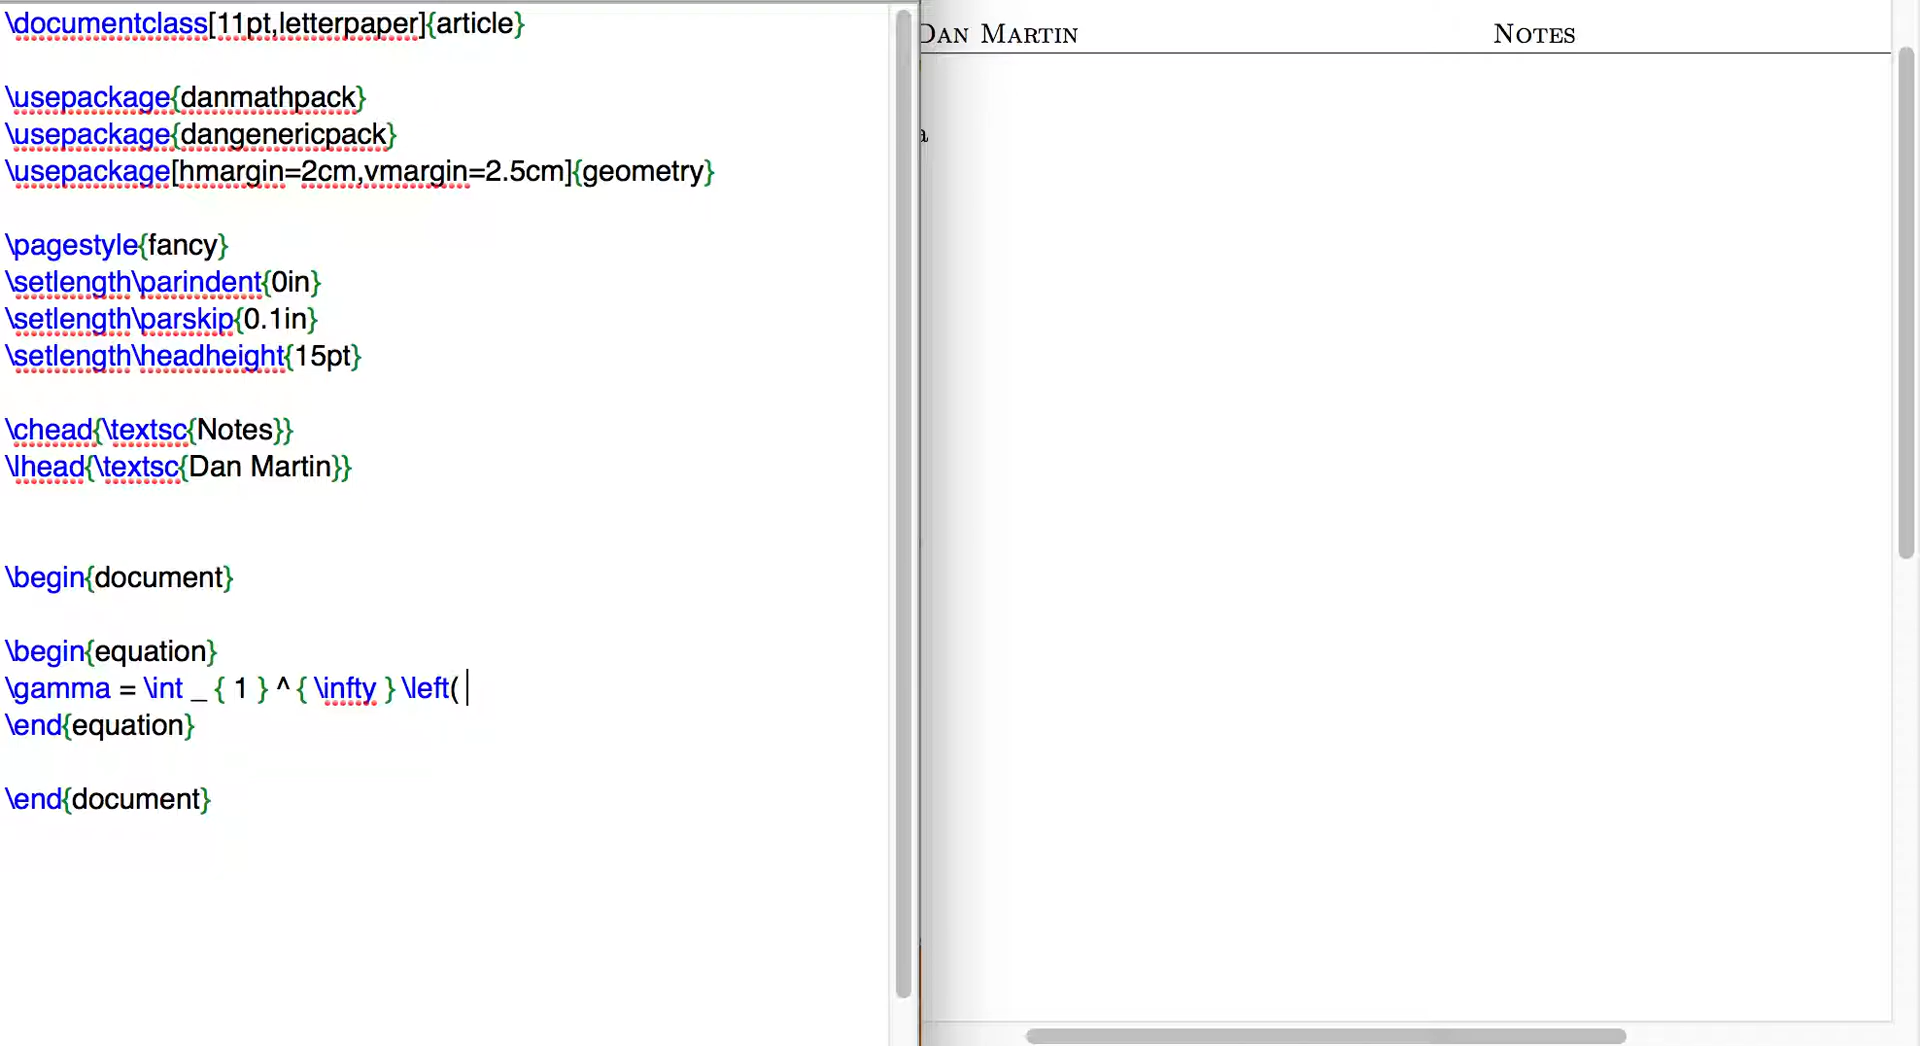 \documentclass[11pt,letterpaper]{article}
\usepackage{danmathpack}
\usepackage{dangenericpack}
\usepackage[hmargin=2cm,vmargin=2.5cm]{geometry}
\pagestyle{fancy}
\setlength\parindent{0in}
\setlength\parskip{0.1in}
\setlength\headheight{15pt}
\chead{\textsc{Notes}}
\lhead{\textsc{Dan Martin}}
\begin{document}
\begin{equation}
\gamma = \int _ { 1 } ^ { \infty } \left(
\end{equation}
\end{document}
Dan Martin Notes
a